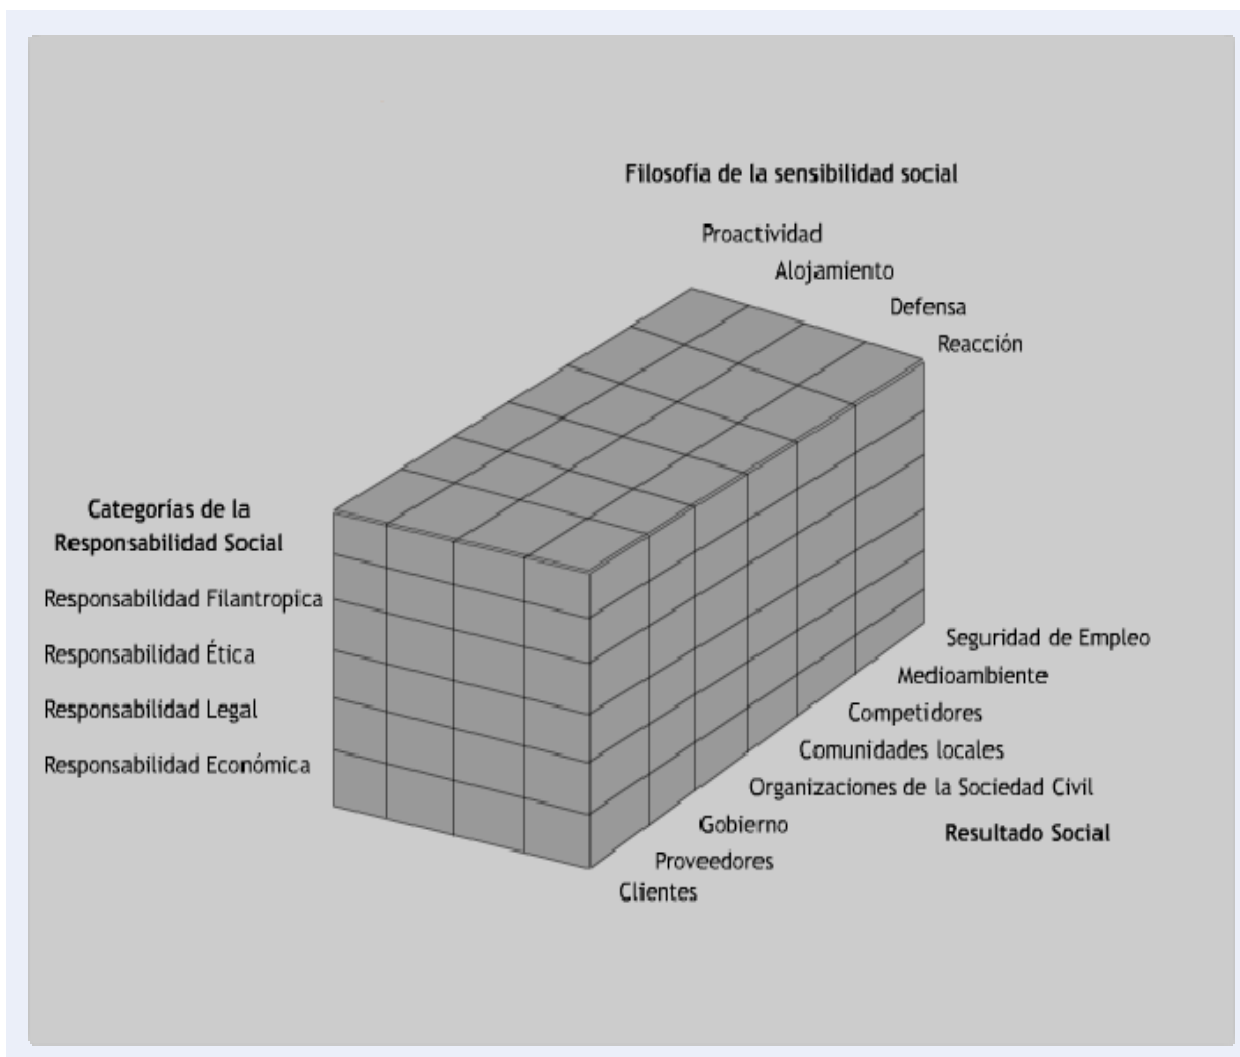 Filosofía de la sensibilidad social
Proactividad
Alojamiento
Defensa
Reacción
Categorías de la
Responsabilidad Social
Responsabilidad Filantropica
Responsabilidad Ética
Responsabilidad Legal
Responsabilidad Económica
Seguridad de Empleo
Medioambiente
Competidores
Comunidades locales
Organizaciones de la Sociedad Civil
Gobierno
Resultado Social
Proveedores
Clientes